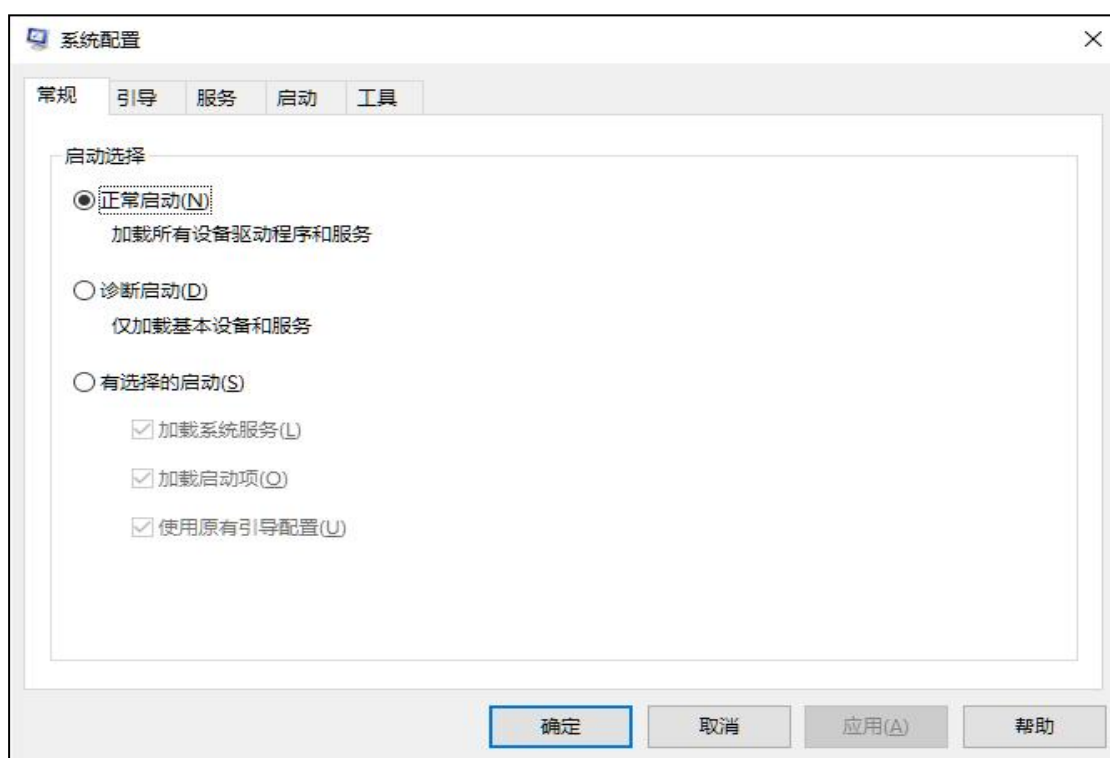 系统配置
常规 引导 服务 启动 工具
启动选择
正常启动(N)
加载所有设备驱动程序和服务
诊断启动(D)
仅加载基本设备和服务
有选择的启动(S)
加载系统服务(L)
加载启动项(O)
使用原有引导配置(U)
确定 取消 应用(A) 帮助